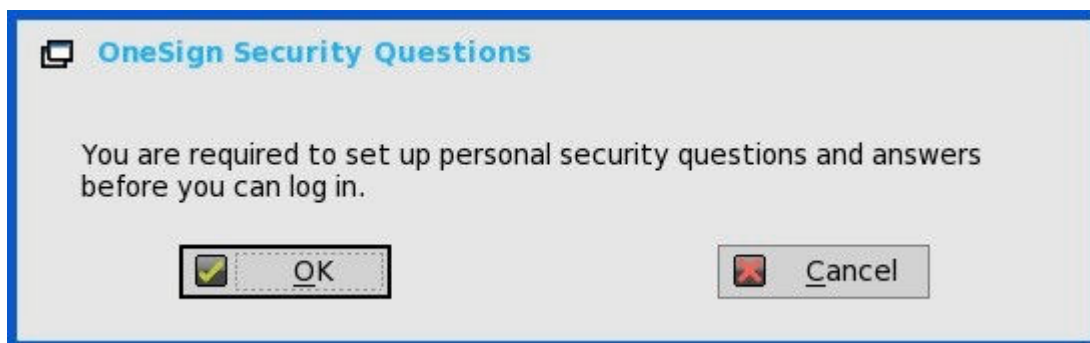 OneSign Security Questions
You are required to set up personal security questions and answers
before you can log in.
OK
Cancel